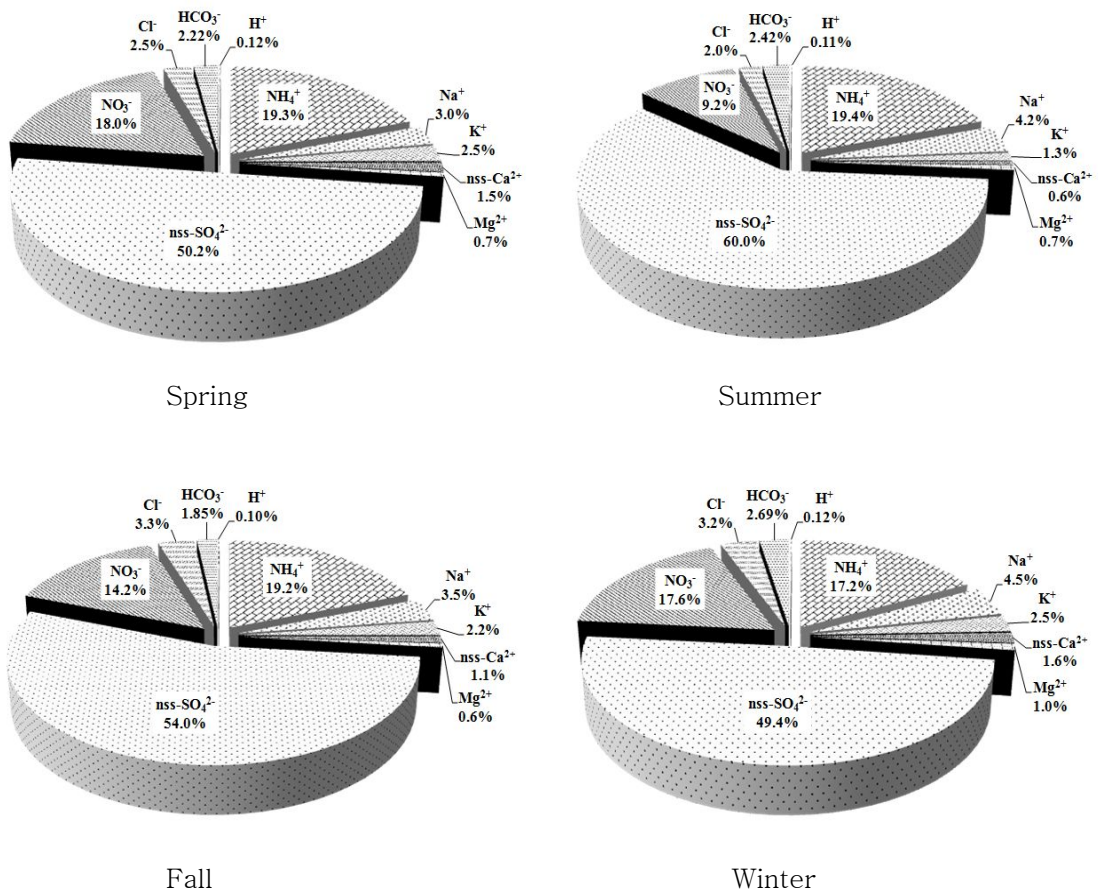 Cl⁻
2.5%
HCO₃⁻
2.22%
H⁺
0.12%
NH₄⁺
19.3%
Na⁺
3.0%
K⁺
2.5%
nss-Ca²⁺
1.5%
Mg²⁺
0.7%
nss-SO₄²⁻
50.2%
NO₃⁻
18.0%
Spring
Cl⁻
2.0%
HCO₃⁻
2.42%
H⁺
0.11%
NH₄⁺
19.4%
Na⁺
4.2%
K⁺
1.3%
nss-Ca²⁺
0.6%
Mg²⁺
0.7%
nss-SO₄²⁻
60.0%
NO₃⁻
9.2%
Summer
Cl⁻
3.3%
HCO₃⁻
1.85%
H⁺
0.10%
NH₄⁺
19.2%
Na⁺
3.5%
K⁺
2.2%
nss-Ca²⁺
1.1%
Mg²⁺
0.6%
nss-SO₄²⁻
54.0%
NO₃⁻
14.2%
Fall
Cl⁻
3.2%
HCO₃⁻
2.69%
H⁺
0.12%
NH₄⁺
17.2%
Na⁺
4.5%
K⁺
2.5%
nss-Ca²⁺
1.6%
Mg²⁺
1.0%
nss-SO₄²⁻
49.4%
NO₃⁻
17.6%
Winter